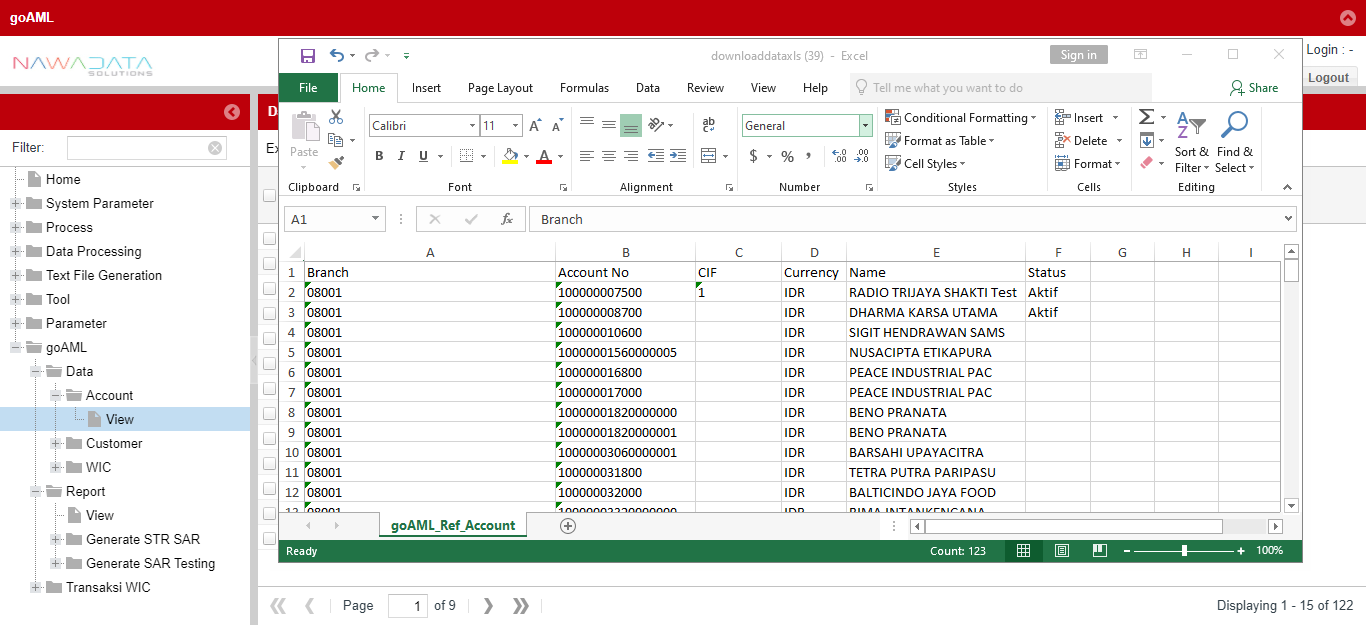 goAML
NAWADATA
SOLUTIONS
Login : -
Logout
Filter:
Home
System Parameter
Process
Data Processing
Text File Generation
Tool
Parameter
goAML
Data
Account
View
Customer
WIC
Report
View
Generate STR SAR
Generate SAR Testing
Transaksi WIC
downloaddataxls (39) - Excel
Sign in
File Home Insert Page Layout Formulas Data Review View Help Tell me what you want to do Share
Paste
Calibri 11
B I U
A A
General
$ % ,
Conditional Formatting
Format as Table
Cell Styles
Insert
Delete
Format
Sort & Filter
Find & Select
Clipboard Font Alignment Number Styles Cells Editing
A1 fx Branch
A B C D E F G H I
1 Branch Account No CIF Currency Name Status
2 08001 100000007500 1 IDR RADIO TRIJAYA SHAKTI Test Aktif
3 08001 100000008700 IDR DHARMA KARSA UTAMA Aktif
4 08001 100000010600 IDR SIGIT HENDRAWAN SAMS
5 08001 10000001560000005 IDR NUSACIPTA ETIKAPURA
6 08001 100000016800 IDR PEACE INDUSTRIAL PAC
7 08001 100000017000 IDR PEACE INDUSTRIAL PAC
8 08001 10000001820000000 IDR BENO PRANATA
9 08001 10000001820000001 IDR BENO PRANATA
10 08001 10000003060000001 IDR BARSAHI UPAYACITRA
11 08001 100000031800 IDR TETRA PUTRA PARIPASU
12 08001 100000032000 IDR BALTICINDO JAYA FOOD
goAML_Ref_Account
Ready Count: 123 100%
Page 1 of 9 Displaying 1 - 15 of 122